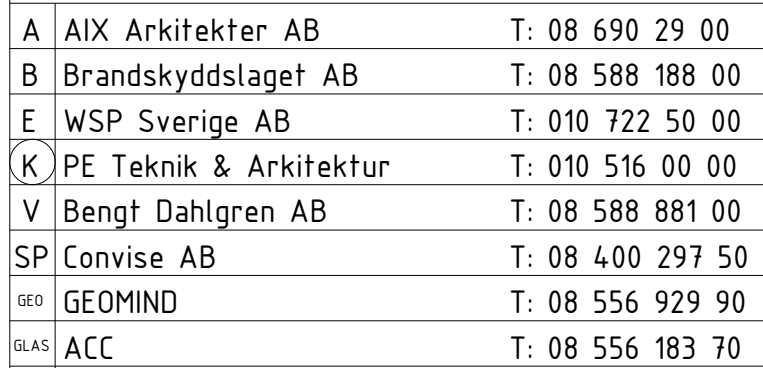 A AIX Arkitekter AB T: 08 690 29 00
B Brandskyddslaget AB T: 08 588 188 00
E WSP Sverige AB T: 010 722 50 00
K PE Teknik & Arkitektur T: 010 516 00 00
V Bengt Dahlgren AB T: 08 588 881 00
SP Convise AB T: 08 400 297 50
GEO GEOMIND T: 08 556 929 90
GLAS ACC T: 08 556 183 70